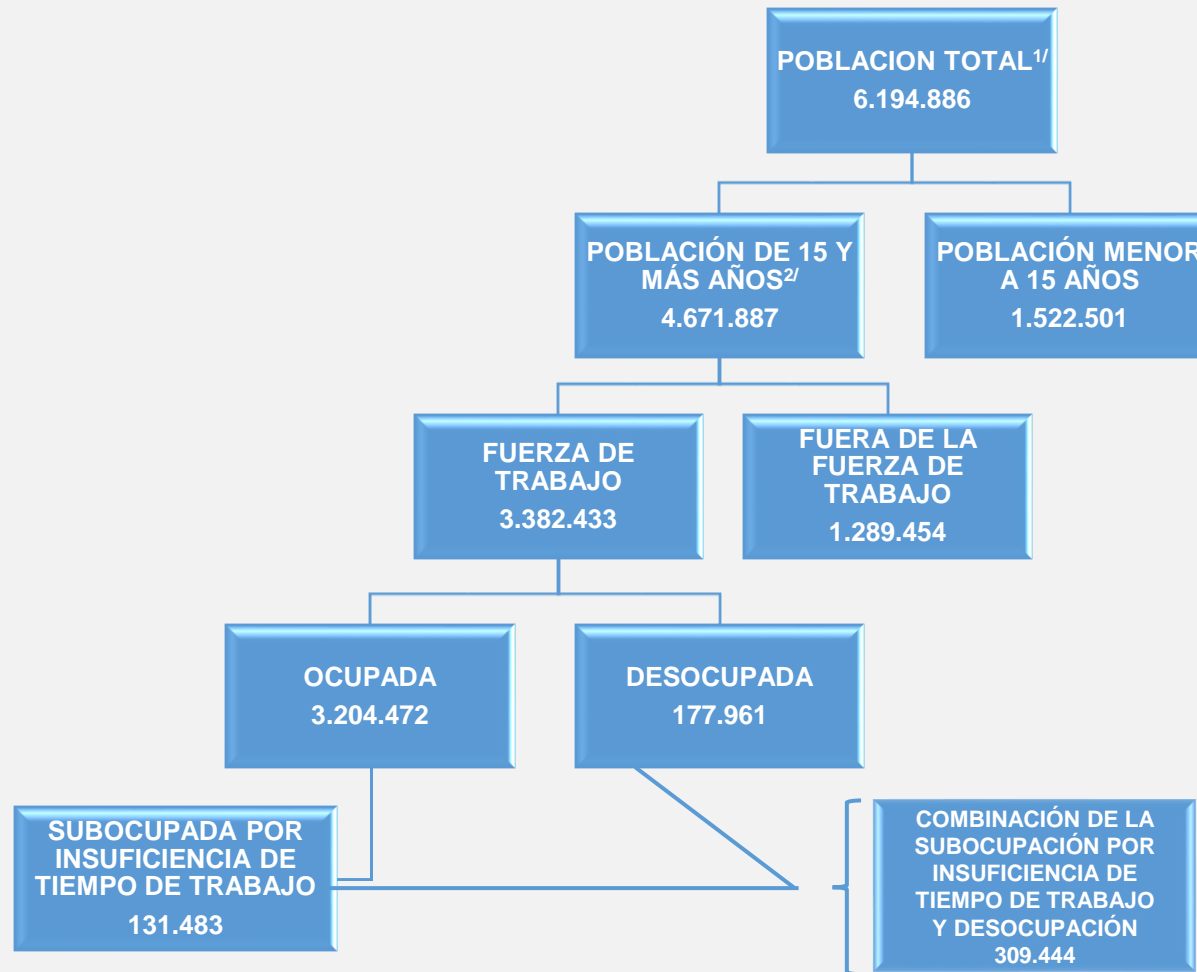 POBLACION TOTAL1/
6.194.886
POBLACIÓN DE 15 Y
MÁS AÑOS2/
4.671.887
POBLACIÓN MENOR
A 15 AÑOS
1.522.501
FUERZA DE
TRABAJO
3.382.433
FUERA DE LA
FUERZA DE
TRABAJO
1.289.454
OCUPADA
3.204.472
DESOCUPADA
177.961
SUBOCUPADA POR
INSUFICIENCIA DE
TIEMPO DE TRABAJO
131.483
COMBINACIÓN DE LA
SUBOCUPACIÓN POR
INSUFICIENCIA DE
TIEMPO DE TRABAJO
Y DESOCUPACIÓN
309.444